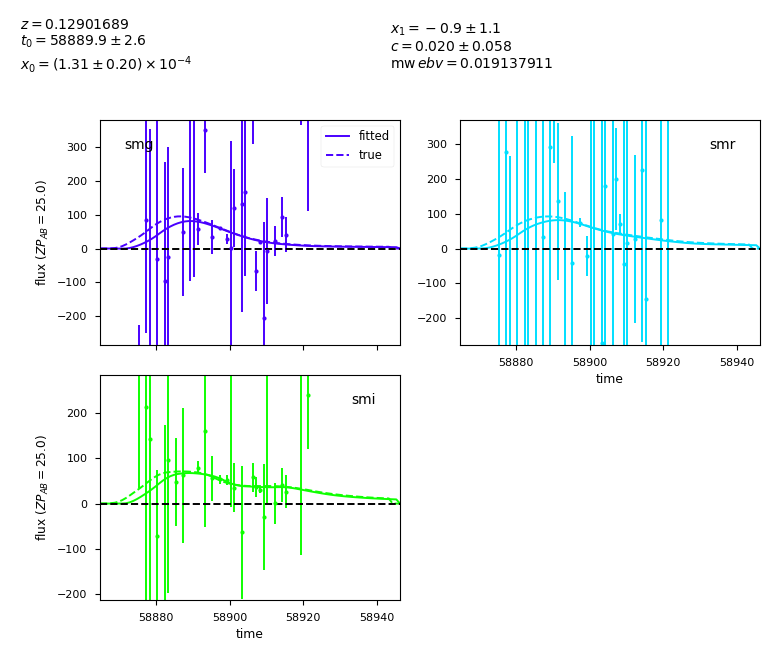 z = 0.12901689
t₀ = 58889.9 ± 2.6
x₀ = (1.31 ± 0.20) × 10⁻⁴
x₁ = −0.9 ± 1.1
c = 0.020 ± 0.058
mw ebv = 0.019137911
smg
fitted
true
300
200
100
0
−100
−200
flux (ZP_AB = 25.0)
smr
300
200
100
0
−100
−200
58880 58900 58920 58940
time
smi
200
100
0
−100
−200
flux (ZP_AB = 25.0)
58880 58900 58920 58940
time